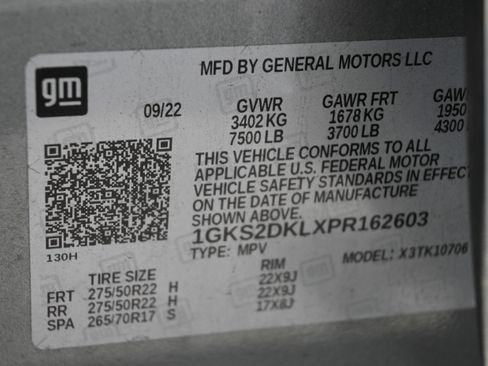 gm
MFD BY GENERAL MOTORS LLC
09/22 GVWR GAWR FRT GAW
3402 KG 1678 KG 1950
7500 LB 3700 LB 4300
THIS VEHICLE CONFORMS TO ALL
APPLICABLE U.S. FEDERAL MOTOR
VEHICLE SAFETY STANDARDS IN EFFEC
ON THE DATE OF MANUFACTURE
SHOWN ABOVE.
1GKS2DKLXPR162603
130H
TYPE: MPV MODEL: X3TK10706
TIRE SIZE RIM
FRT 275/50R22 H 22X9J
RR 275/50R22 H 22X9J
SPA 265/70R17 S 17X8J